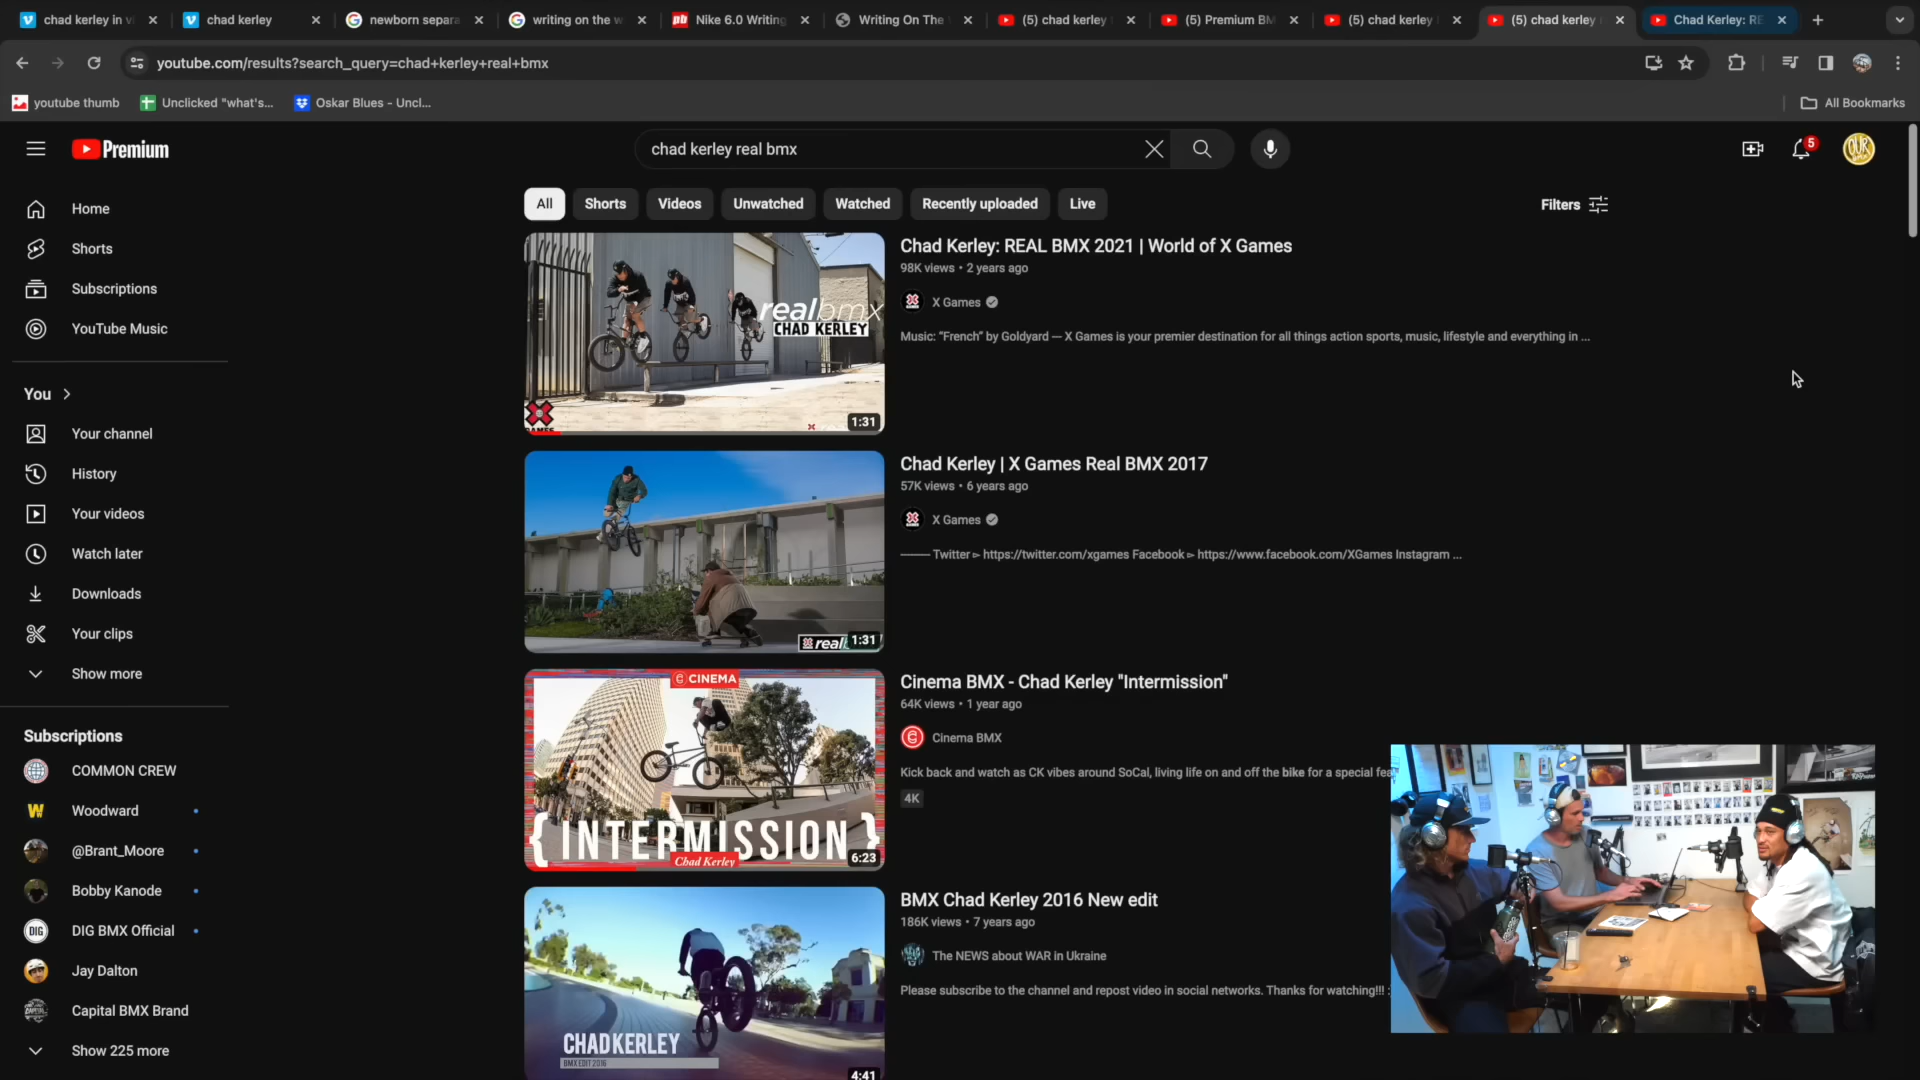 chad kerley in v
chad kerley
newborn separa
writing on the w
Nike 6.0 Writing
Writing On The
(5) chad kerley
(5) Premium BM
(5) chad kerley
(5) chad kerley
Chad Kerley: RE
youtube.com/results?search_query=chad+kerley+real+bmx
youtube thumb
Unclicked "what's...
Oskar Blues - Uncl...
All Bookmarks
Premium
chad kerley real bmx
5
Home
Shorts
Subscriptions
YouTube Music
You
Your channel
History
Your videos
Watch later
Downloads
Your clips
Show more
Subscriptions
COMMON CREW
Woodward
@Brant_Moore
Bobby Kanode
DIG BMX Official
Jay Dalton
Capital BMX Brand
Show 225 more
All
Shorts
Videos
Unwatched
Watched
Recently uploaded
Live
Filters
realbmx
CHAD KERLEY
1:31
Chad Kerley: REAL BMX 2021 | World of X Games
98K views • 2 years ago
X Games
Music: “French” by Goldyard — X Games is your premier destination for all things action sports, music, lifestyle and everything in ...
real
1:31
Chad Kerley | X Games Real BMX 2017
57K views • 6 years ago
X Games
——— Twitter ▻ https://twitter.com/xgames Facebook ▻ https://www.facebook.com/XGames Instagram ...
CINEMA
{ INTERMISSION }
Chad Kerley
6:23
Cinema BMX - Chad Kerley "Intermission"
64K views • 1 year ago
Cinema BMX
Kick back and watch as CK vibes around SoCal, living life on and off the bike for a special fea
4K
CHAD KERLEY
BMX EDIT 2016
4:41
BMX Chad Kerley 2016 New edit
186K views • 7 years ago
The NEWS about WAR in Ukraine
Please subscribe to the channel and repost video in social networks. Thanks for watching!!! :